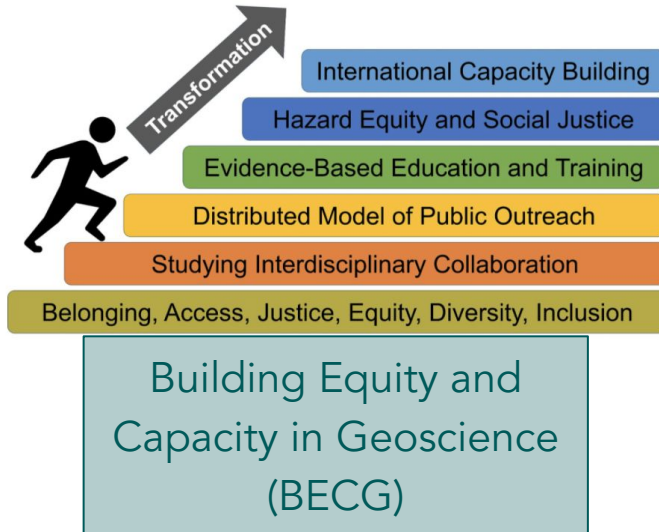 Transformation
International Capacity Building
Hazard Equity and Social Justice
Evidence-Based Education and Training
Distributed Model of Public Outreach
Studying Interdisciplinary Collaboration
Belonging, Access, Justice, Equity, Diversity, Inclusion
Building Equity and
Capacity in Geoscience
(BECG)